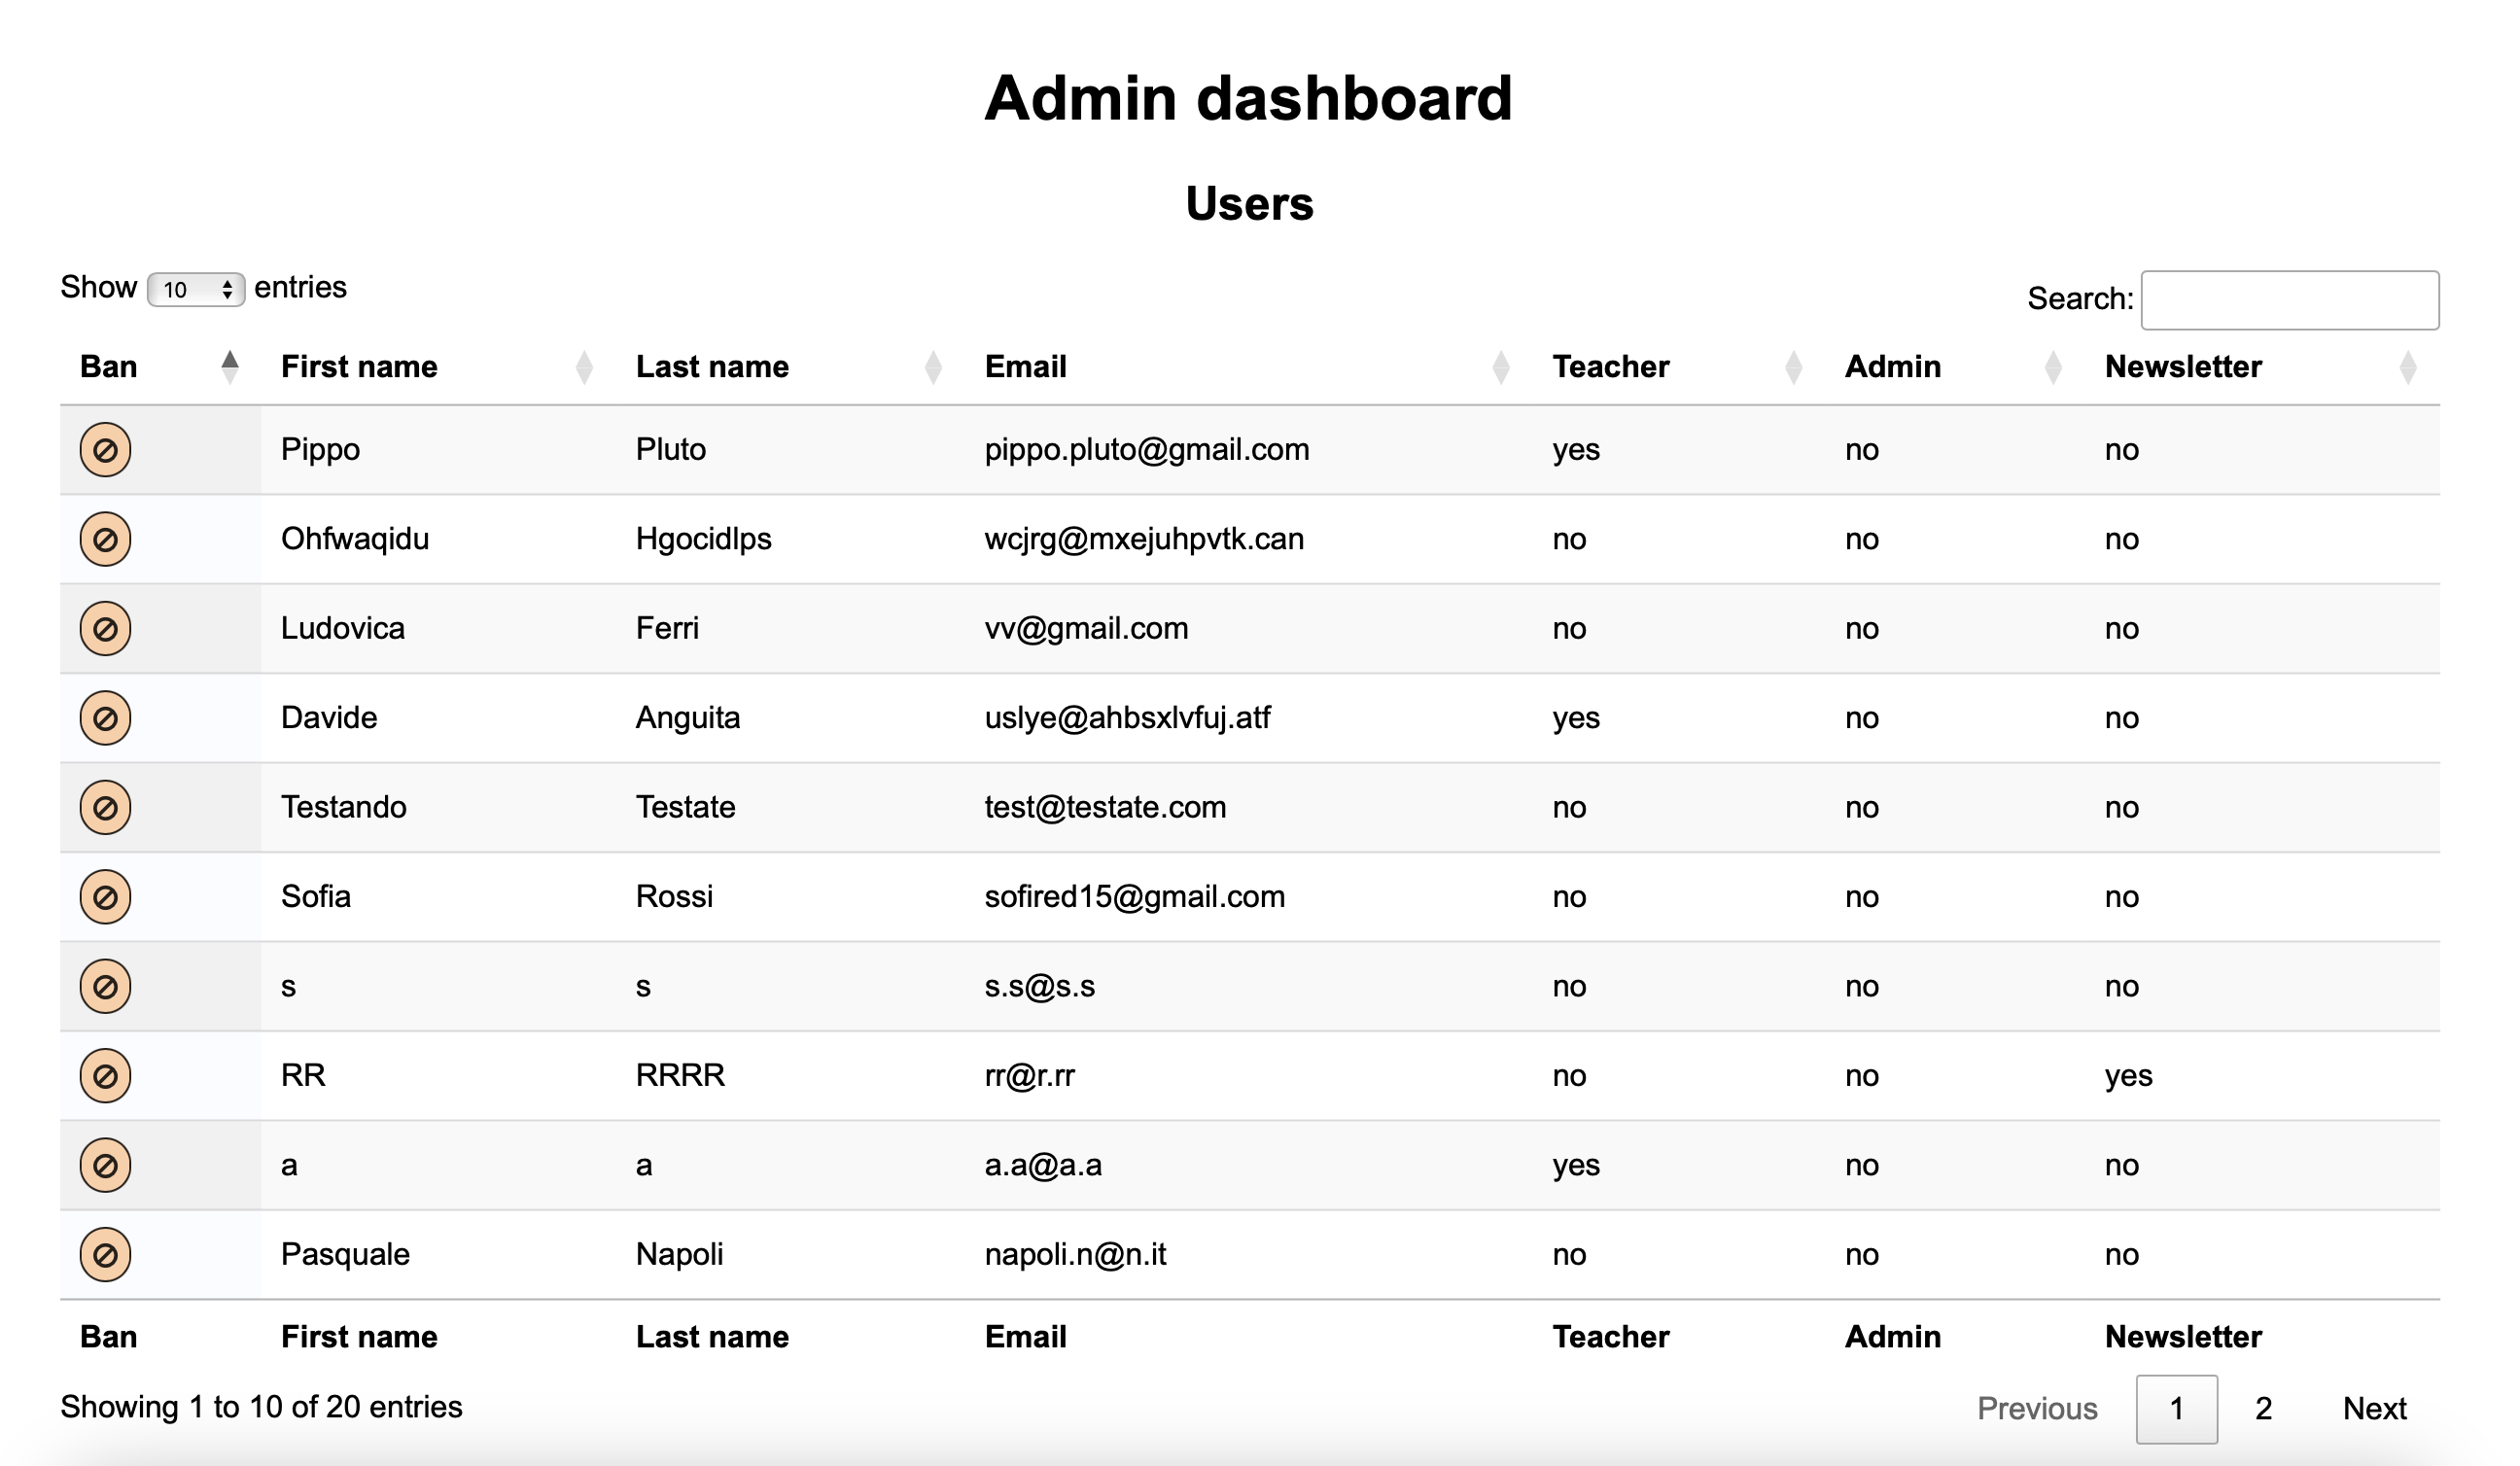 Admin dashboard
Users
Show 10 entries
Search:
Ban First name Last name Email Teacher Admin Newsletter
Pippo Pluto pippo.pluto@gmail.com yes no no
Ohfwaqidu Hgocidlps wcjrg@mxejuhpvtk.can no no no
Ludovica Ferri vv@gmail.com no no no
Davide Anguita uslye@ahbsxlvfuj.atf yes no no
Testando Testate test@testate.com no no no
Sofia Rossi sofired15@gmail.com no no no
s s s.s@s.s no no no
RR RRRR rr@r.rr no no yes
a a a.a@a.a yes no no
Pasquale Napoli napoli.n@n.it no no no
Ban First name Last name Email Teacher Admin Newsletter
Showing 1 to 10 of 20 entries
Previous 1 2 Next